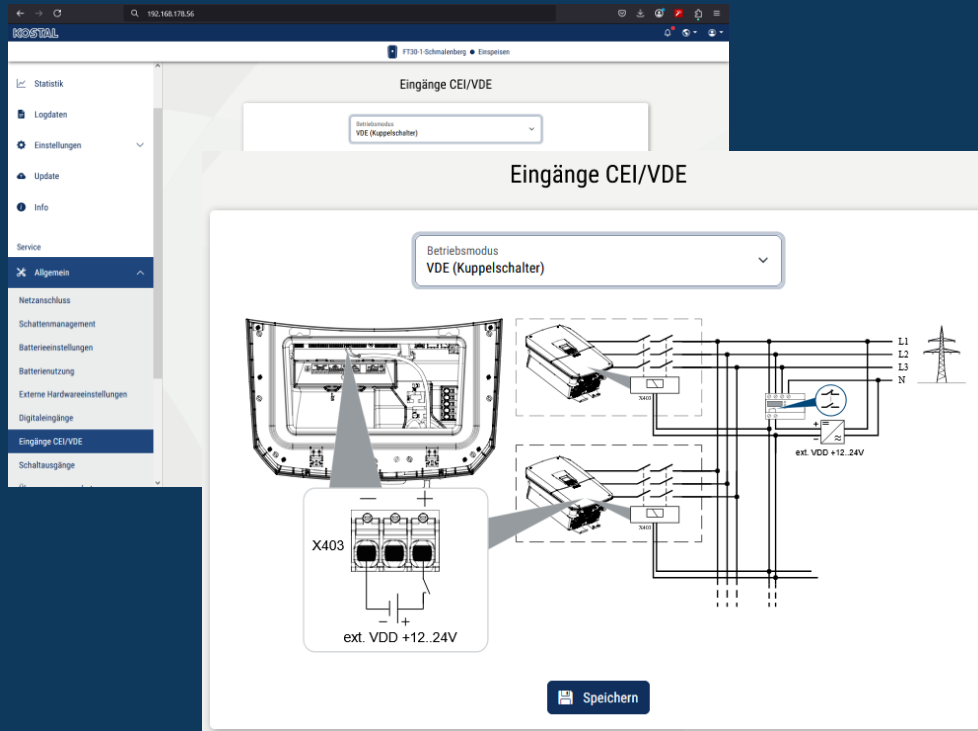 192.168.178.56
KOSTAL
FT30-1-Schmalenberg ● Einspeisen
Statistik
Logdaten
Einstellungen
Update
Info
Service
Allgemein
Netzanschluss
Schattenmanagement
Batterieeinstellungen
Batterienutzung
Externe Hardwareeinstellungen
Digitaleingänge
Eingänge CEI/VDE
Schaltausgänge
Eingänge CEI/VDE
Betriebsmodus
VDE (Kuppelschalter)
Eingänge CEI/VDE
Betriebsmodus
VDE (Kuppelschalter)
L1
L2
L3
N
X403
+
−
ext. VDD +12..24V
X403
− +
X403
− +
ext. VDD +12..24V
Speichern